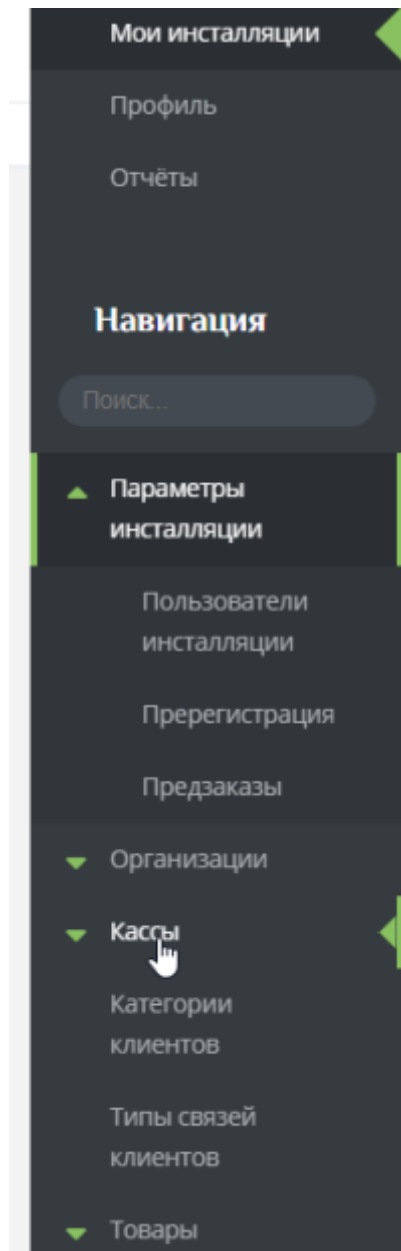 Мои инсталляции
Профиль
Отчёты
Навигация
Поиск...
Параметры
инсталляции
Пользователи
инсталляции
Пререгистрация
Предзаказы
Организации
Кассы
Категории
клиентов
Типы связей
клиентов
Товары